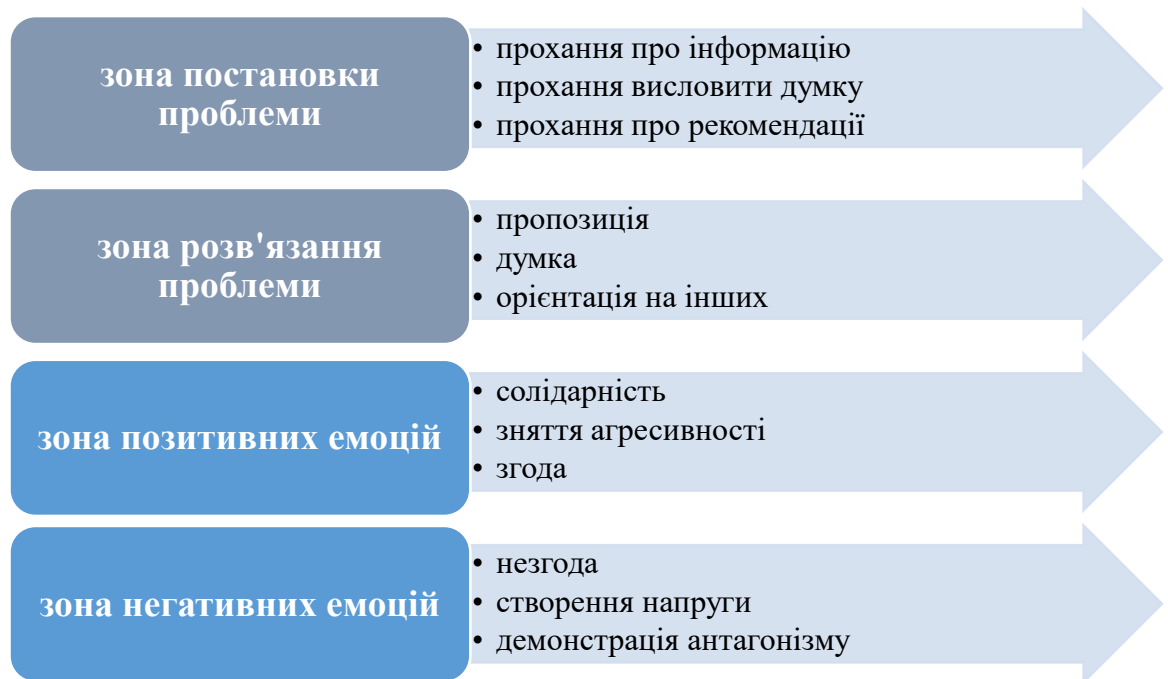 зона постановки
проблеми
• прохання про інформацію
• прохання висловити думку
• прохання про рекомендації
зона розв'язання
проблеми
• пропозиція
• думка
• орієнтація на інших
зона позитивних емоцій
• солідарність
• зняття агресивності
• згода
зона негативних емоцій
• незгода
• створення напруги
• демонстрація антагонізму